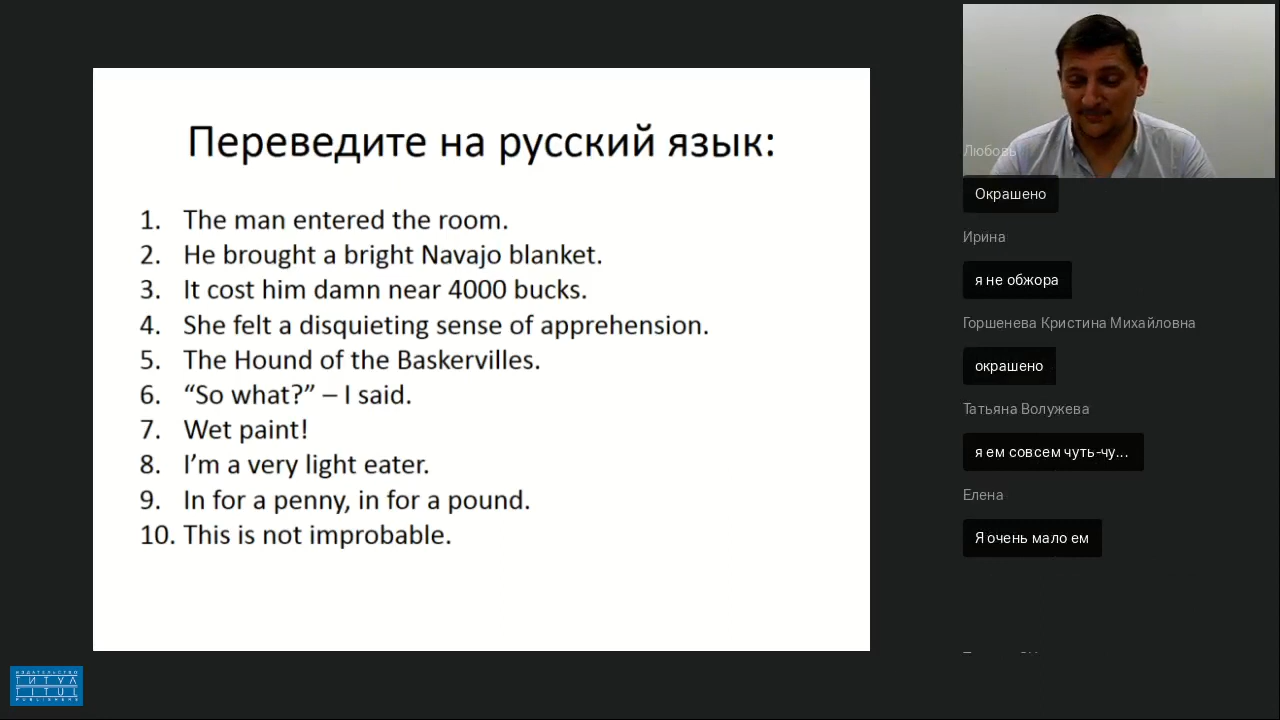 Переведите на русский язык:
1. The man entered the room.
2. He brought a bright Navajo blanket.
3. It cost him damn near 4000 bucks.
4. She felt a disquieting sense of apprehension.
5. The Hound of the Baskervilles.
6. “So what?” – I said.
7. Wet paint!
8. I’m a very light eater.
9. In for a penny, in for a pound.
10. This is not improbable.
Любовь
Окрашено
Ирина
я не обжора
Горшенева Кристина Михайловна
окрашено
Татьяна Волужева
я ем совсем чуть-чу...
Елена
Я очень мало ем
ИЗДАТЕЛЬСТВО
ТИТУЛ
TITUL
PUBLISHERS